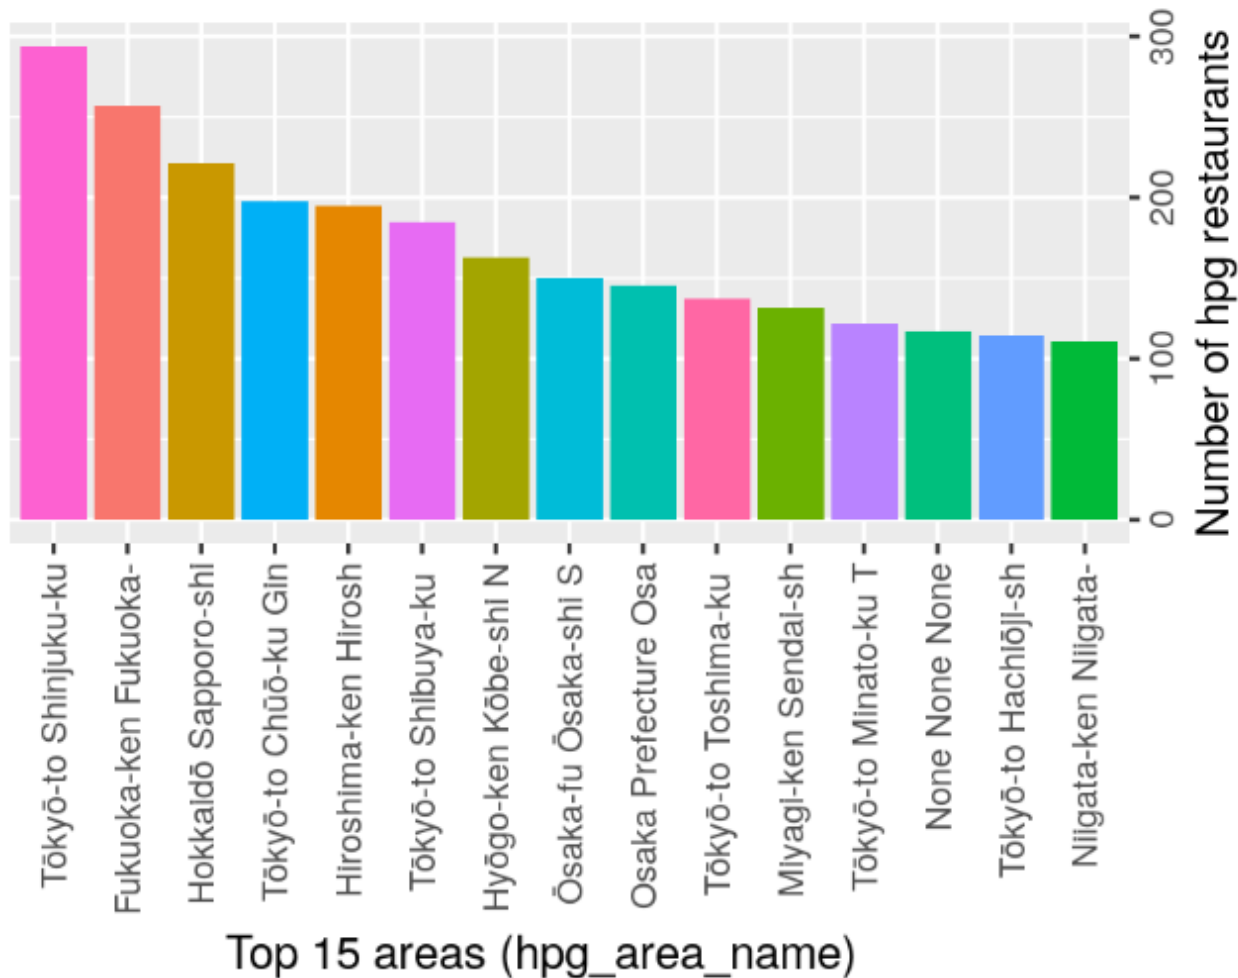 300
200
100
0
Number of hpg restaurants
Tōkyō-to Shinjuku-ku
Fukuoka-ken Fukuoka-
Hokkaidō Sapporo-shi
Tōkyō-to Chūō-ku Gin
Hiroshima-ken Hirosh
Tōkyō-to Shibuya-ku
Hyōgo-ken Kōbe-shi N
Ōsaka-fu Ōsaka-shi S
Osaka Prefecture Osa
Tōkyō-to Toshima-ku
Miyagi-ken Sendai-sh
Tōkyō-to Minato-ku T
None None None
Tōkyō-to Hachiōji-sh
Niigata-ken Niigata-
Top 15 areas (hpg_area_name)